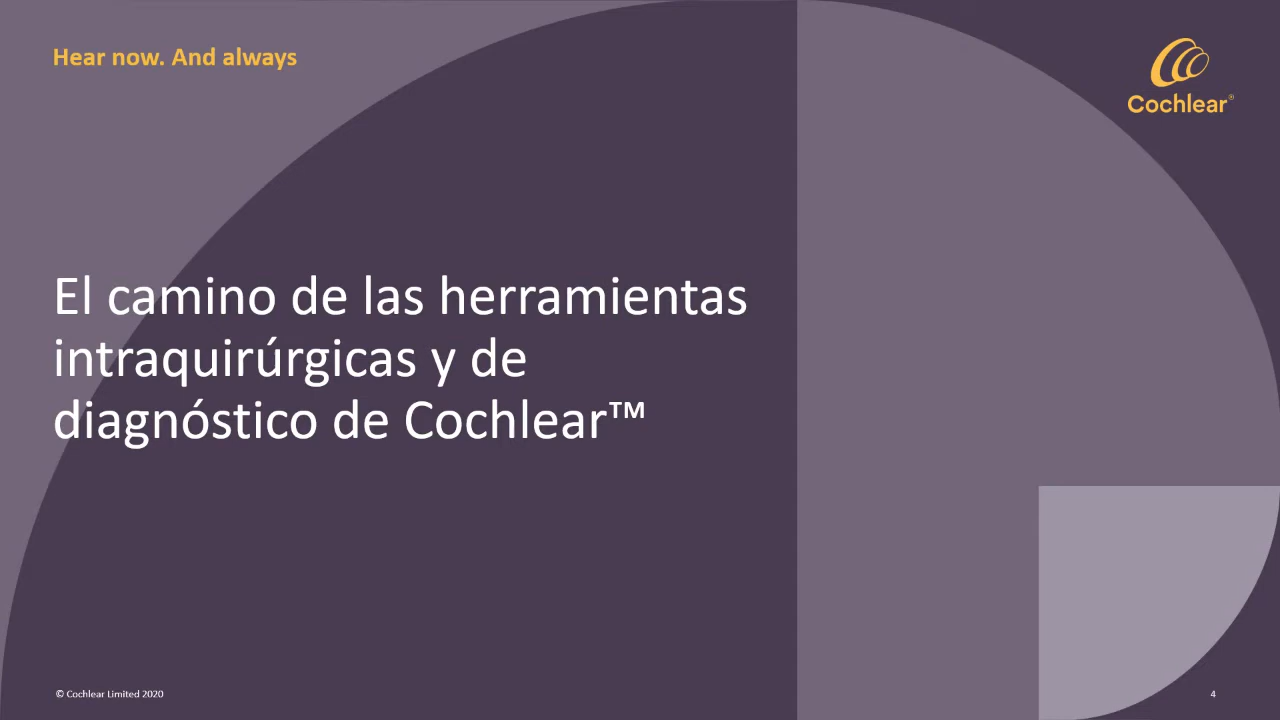 Hear now. And always
Cochlear®
El camino de las herramientas
intraquirúrgicas y de
diagnóstico de Cochlear™
© Cochlear Limited 2020
4